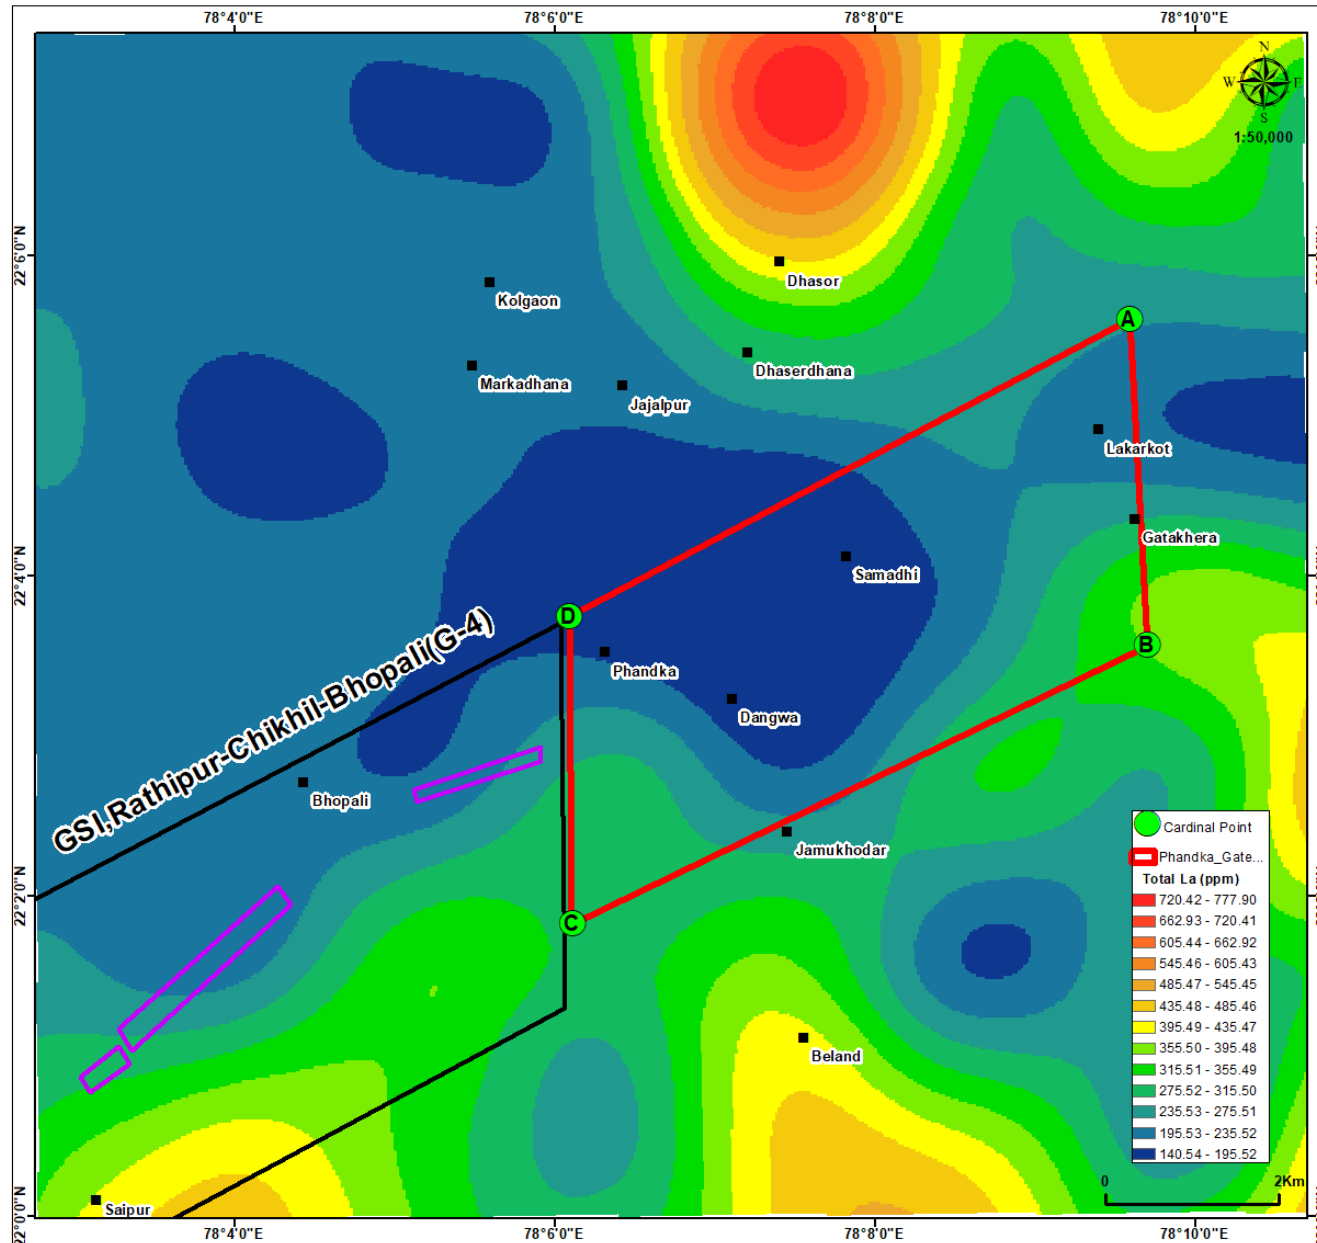 78°4'0"E 78°6'0"E 78°8'0"E 78°10'0"E
N
W E
S
1:50,000
22°6'0"N
22°4'0"N
22°2'0"N
22°0'0"N
Dhasor
Kolgaon
A
Dhaserdhana
Markadhana
Jajalpur
Lakarkot
Gatakhera
Samadhi
D
GSI,Rathipur-Chikhil-Bhopali(G-4)
B
Phandka
Dangwa
Bhopali
Jamukhodar
C
Beland
Saipur
Cardinal Point
Phandka_Gate...
Total La (ppm)
720.42 - 777.90
662.93 - 720.41
605.44 - 662.92
545.46 - 605.43
485.47 - 545.45
435.48 - 485.46
395.49 - 435.47
355.50 - 395.48
315.51 - 355.49
275.52 - 315.50
235.53 - 275.51
195.53 - 235.52
140.54 - 195.52
0 2Km
78°4'0"E 78°6'0"E 78°8'0"E 78°10'0"E